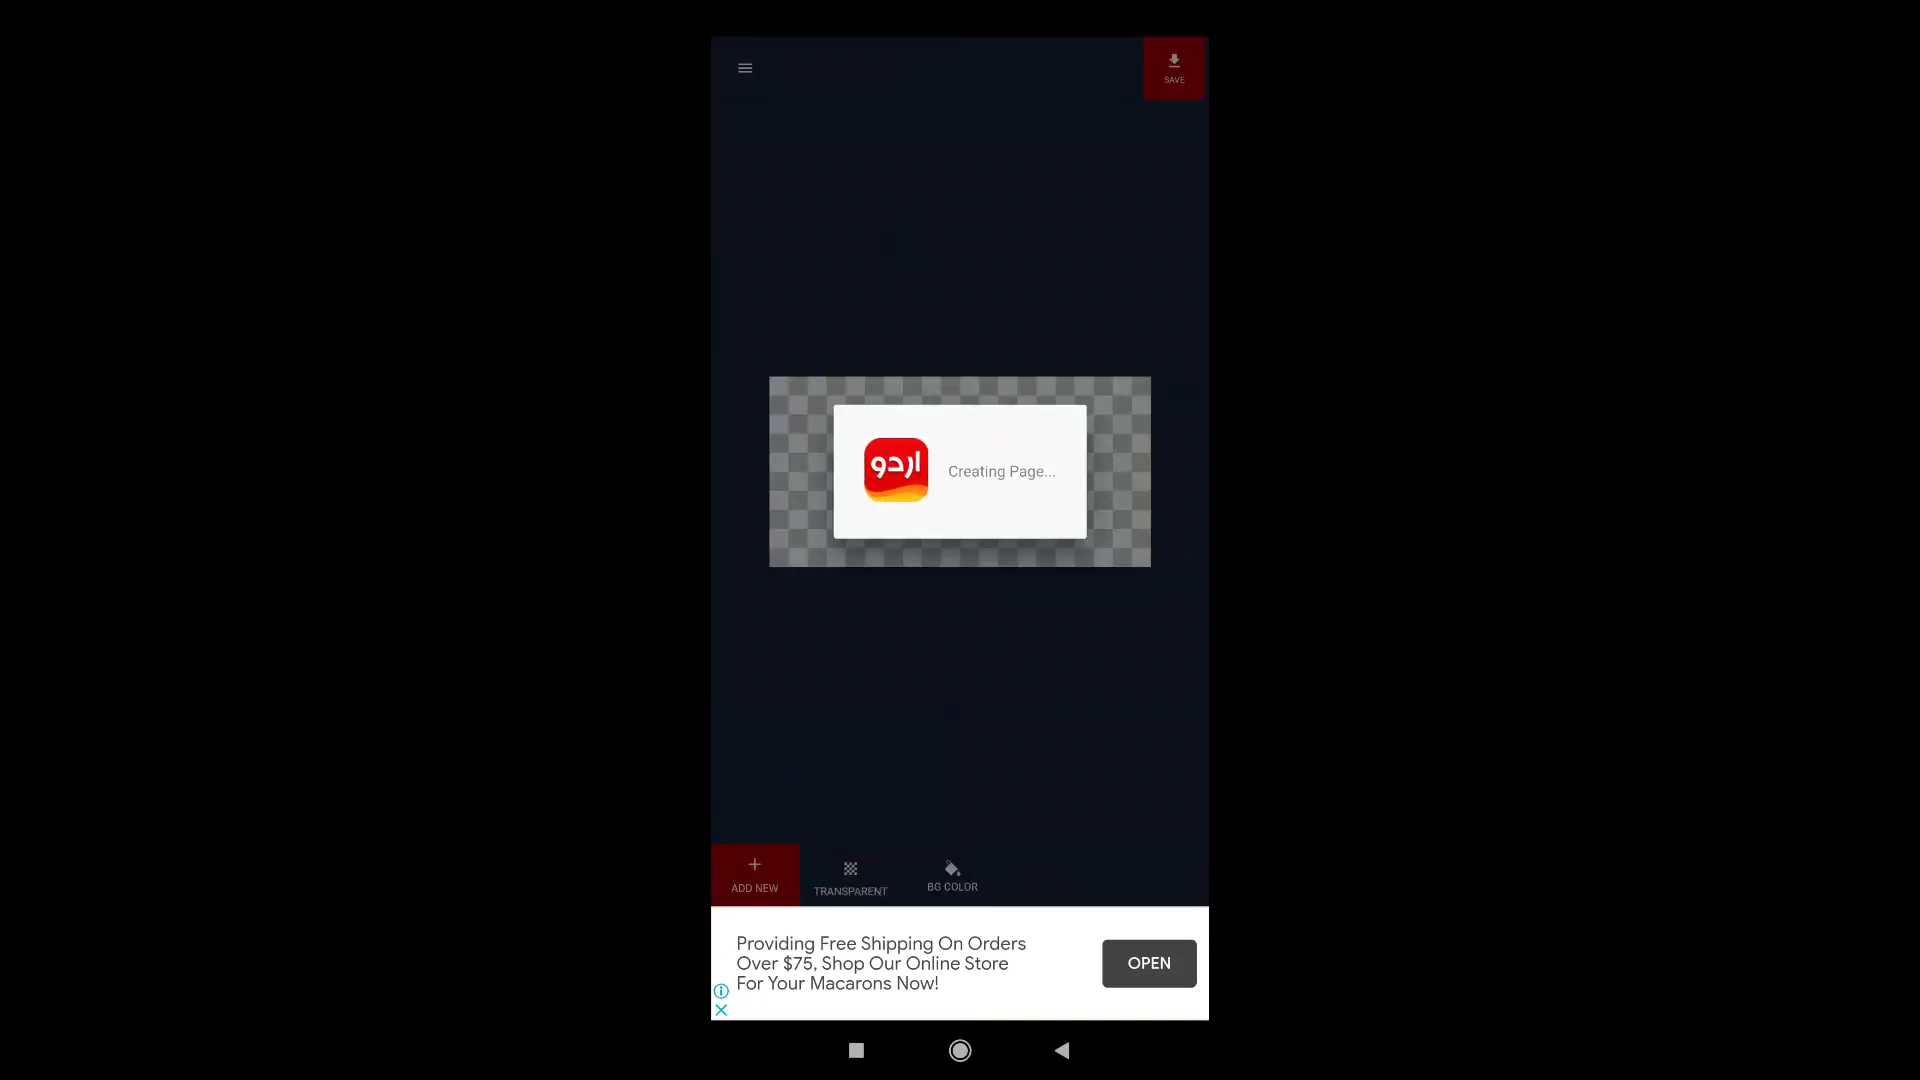 SAVE
اردو
Creating Page...
ADD NEW
TRANSPARENT
BG COLOR
Providing Free Shipping On Orders
Over $75, Shop Our Online Store
For Your Macarons Now!
OPEN